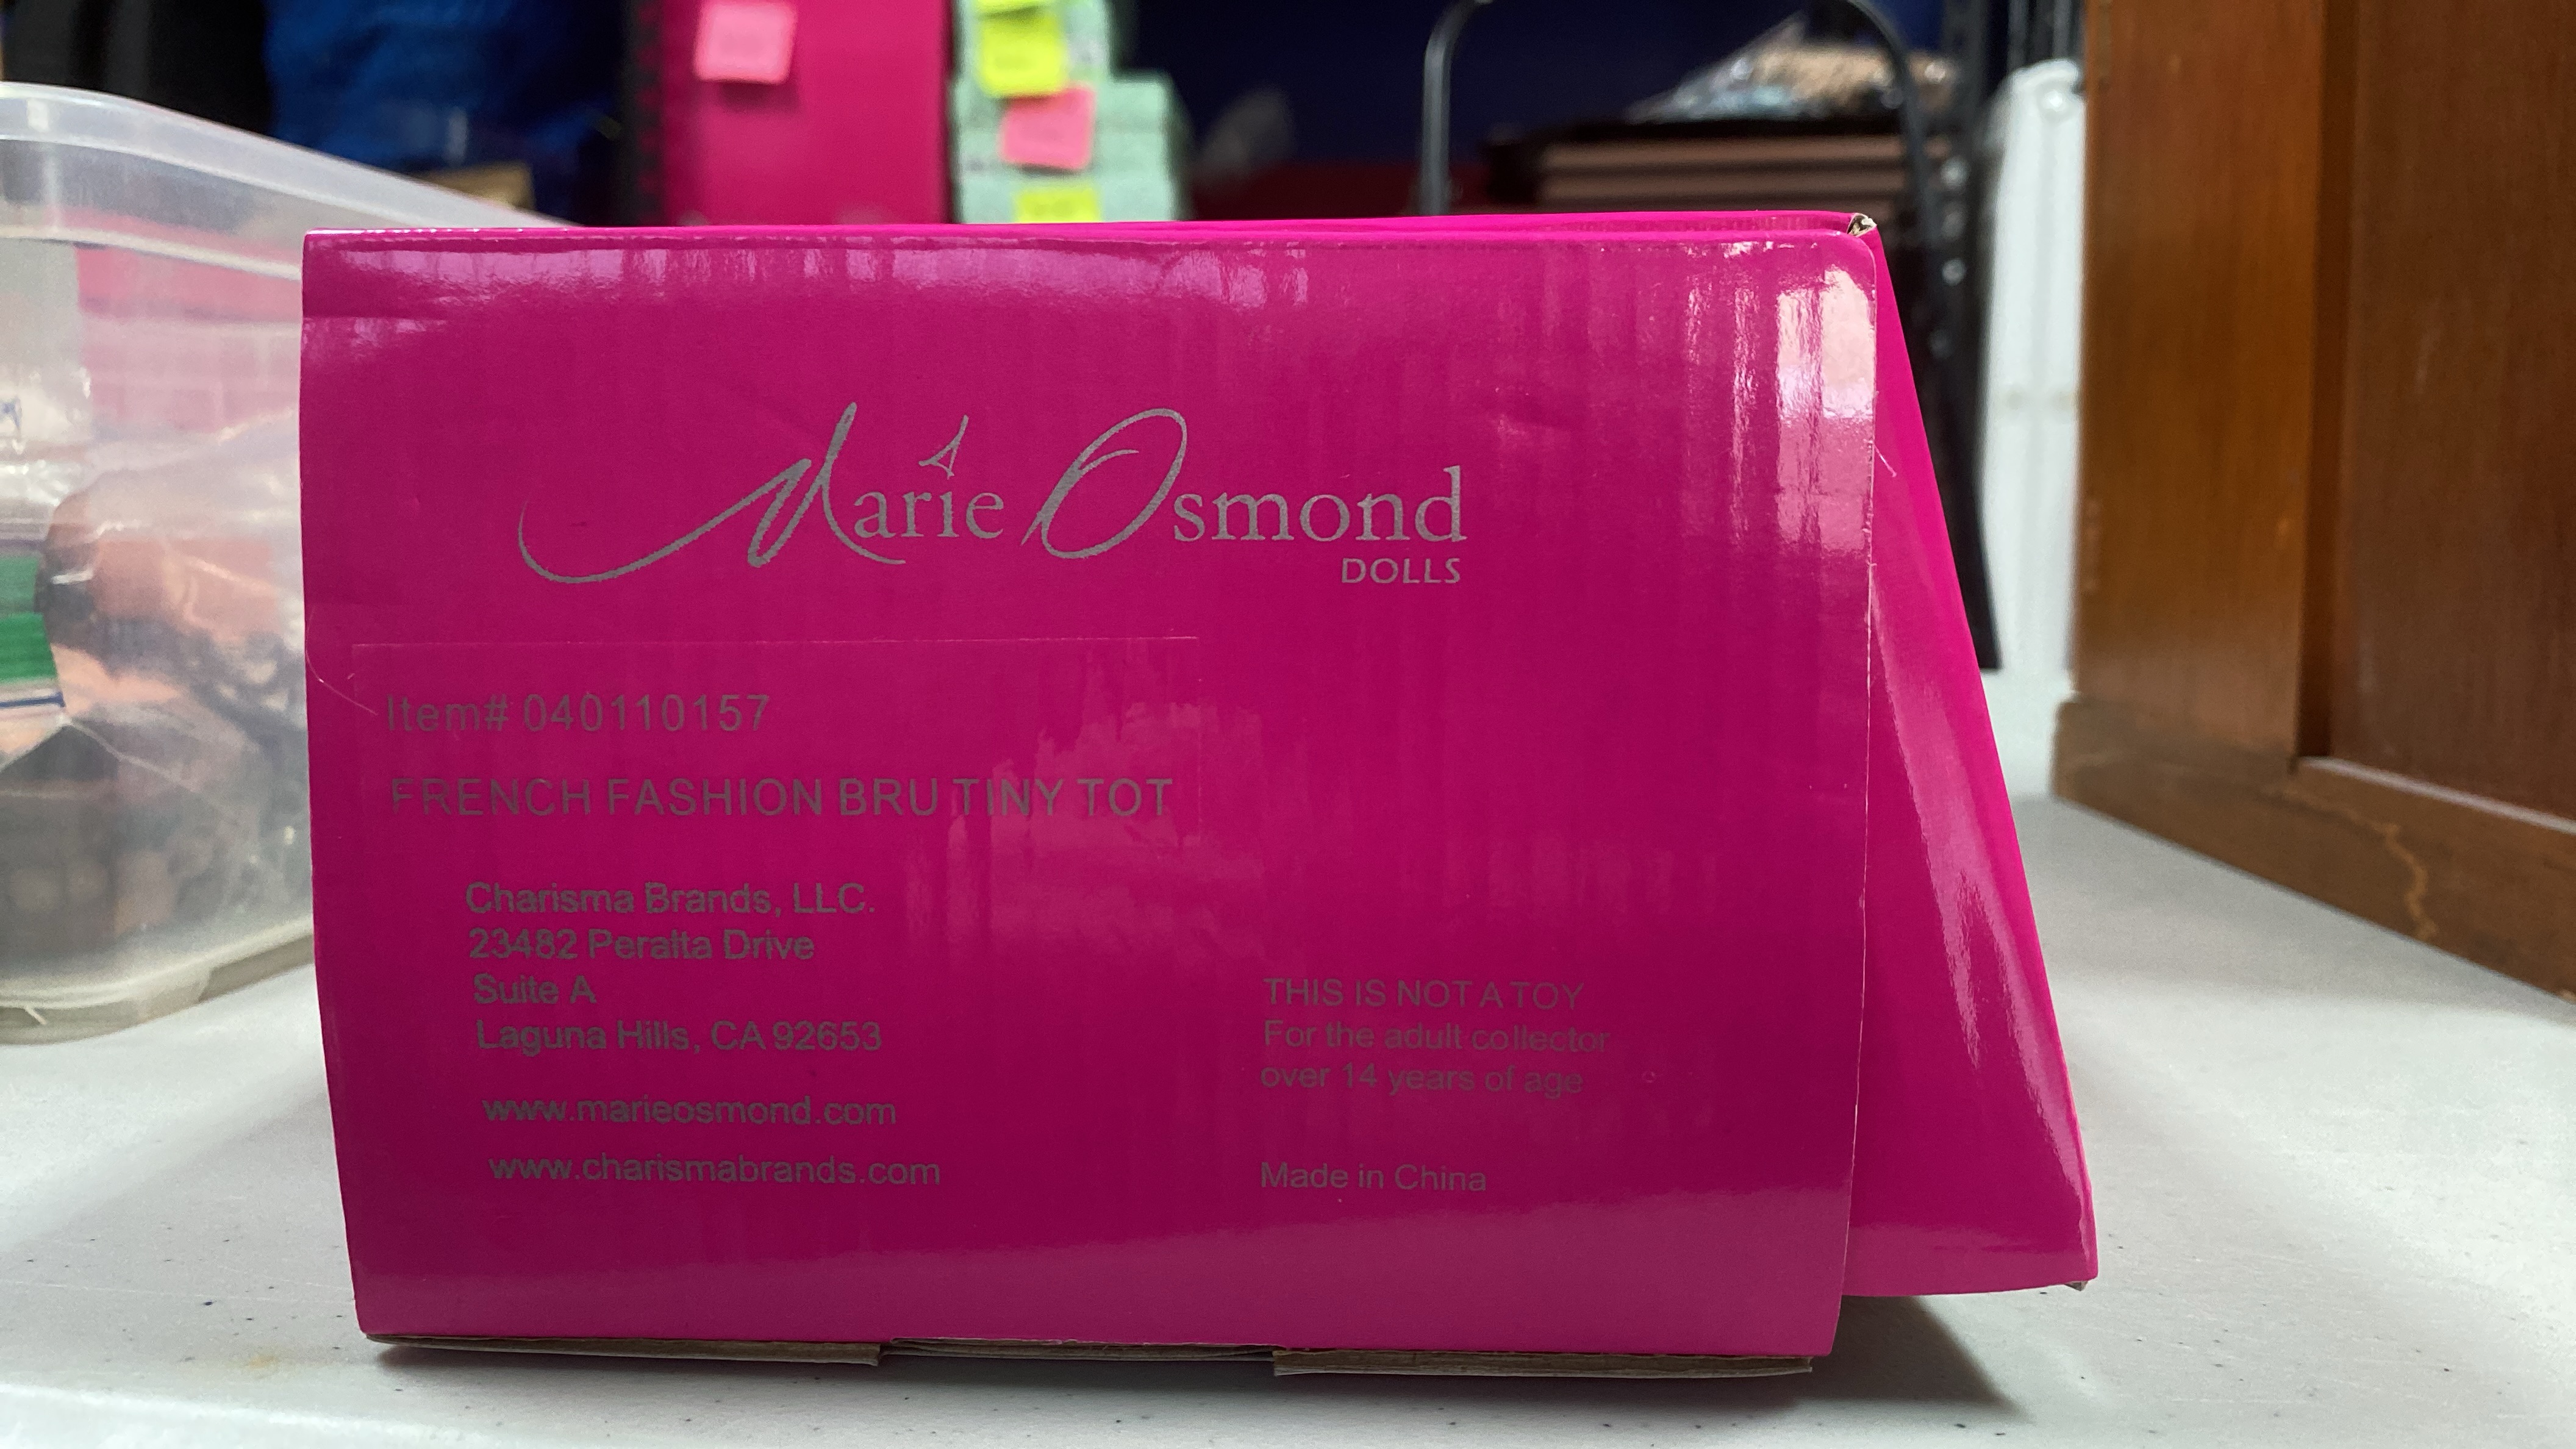 Marie Osmond
DOLLS
Item# 040110157
FRENCH FASHION BRU TINY TOT
Charisma Brands, LLC.
23482 Peralta Drive
Suite A
Laguna Hills, CA 92653
www.marieosmond.com
www.charismabrands.com
THIS IS NOT A TOY
For the adult collector
over 14 years of age
Made in China